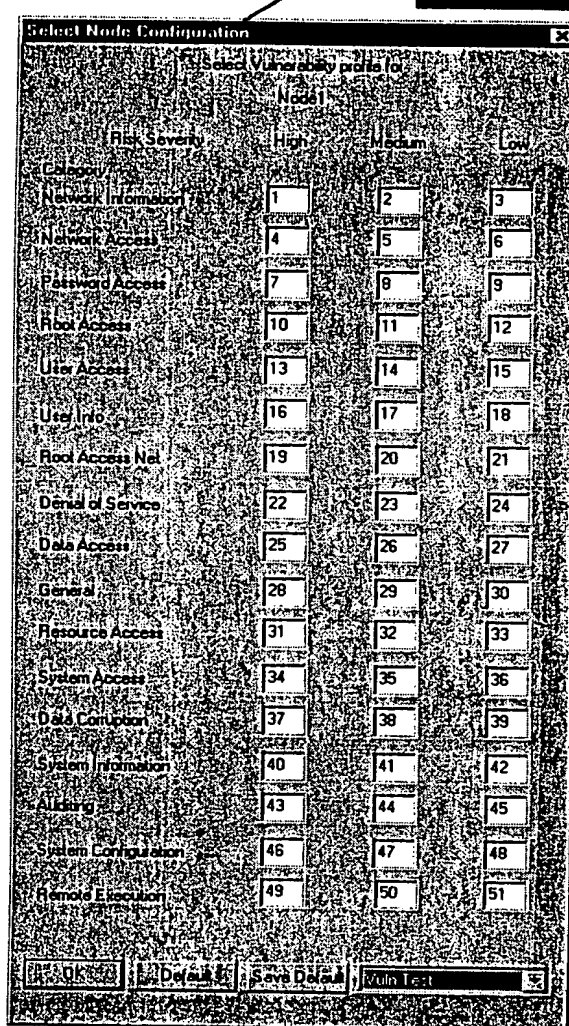 Select Node Configuration
Select Vulnerability profile for
Node1
Risk Severity High Medium Low
Category
Network Information 1 2 3
Network Access 4 5 6
Password Access 7 8 9
Root Access 10 11 12
User Access 13 14 15
User Info 16 17 18
Root Access Net 19 20 21
Denial of Service 22 23 24
Data Access 25 26 27
General 28 29 30
Resource Access 31 32 33
System Access 34 35 36
Data Corruption 37 38 39
System Information 40 41 42
Auditing 43 44 45
System Configuration 46 47 48
Remote Execution 49 50 51
OK Default Save Default Vuln Test